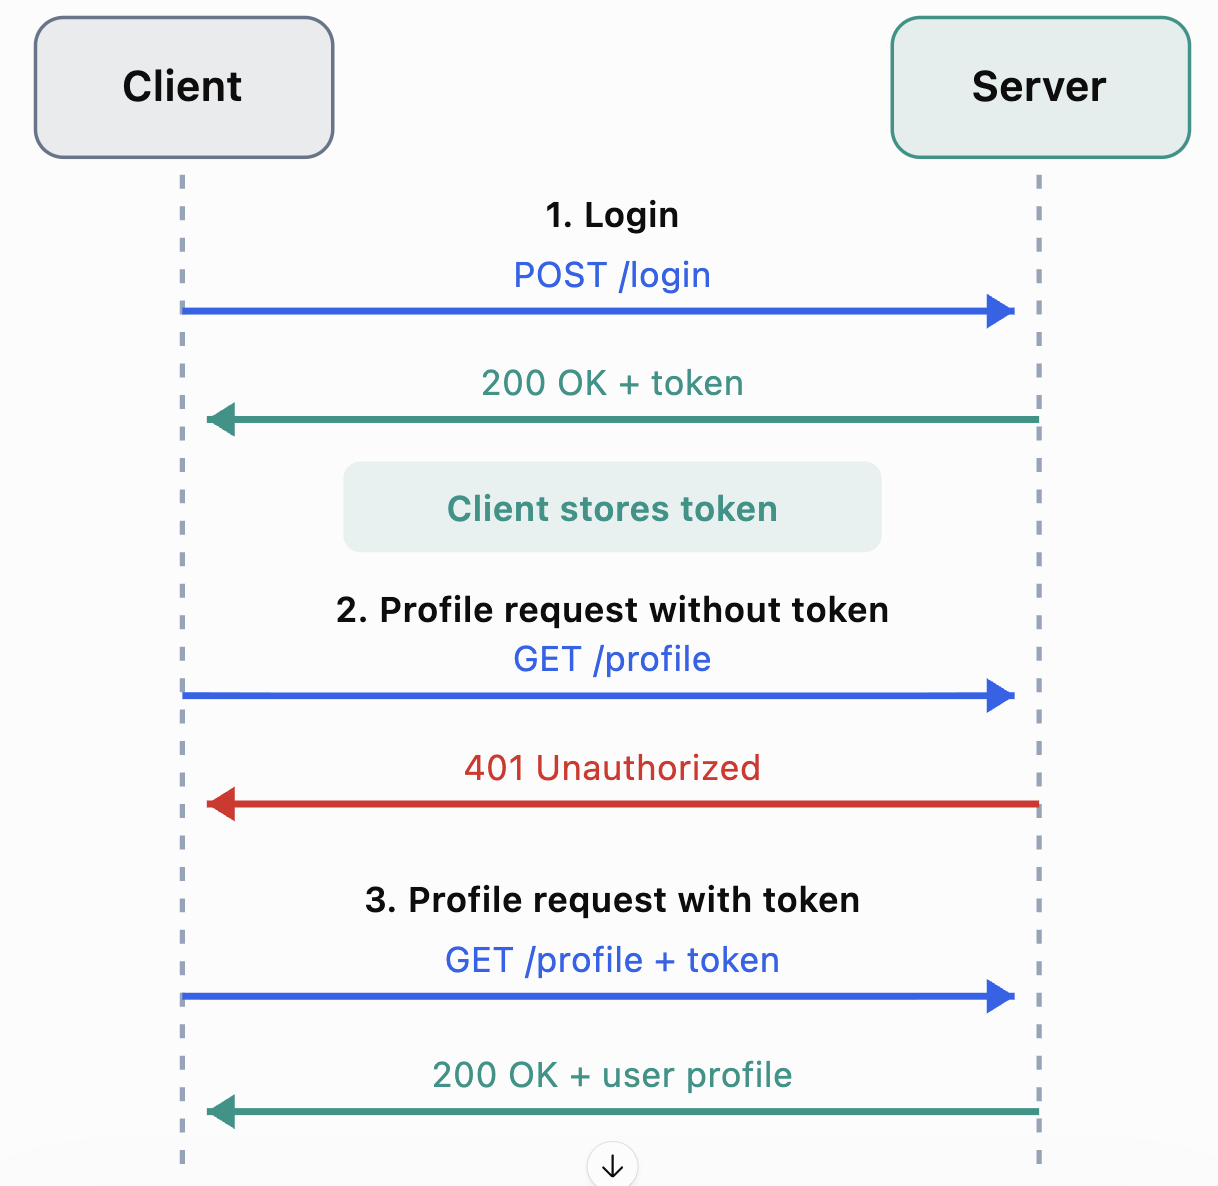 Client
Server
1. Login
POST /login
200 OK + token
Client stores token
2. Profile request without token
GET /profile
401 Unauthorized
3. Profile request with token
GET /profile + token
200 OK + user profile